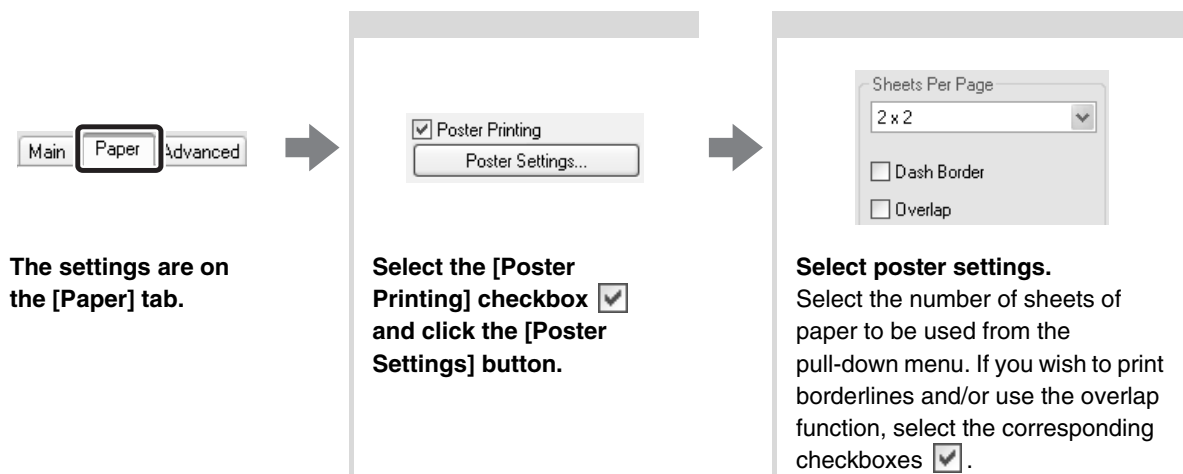 Main Paper Advanced
The settings are on
the [Paper] tab.
Poster Printing
Poster Settings...
Select the [Poster
Printing] checkbox
and click the [Poster
Settings] button.
Sheets Per Page
2 x 2
Dash Border
Overlap
Select poster settings.
Select the number of sheets of
paper to be used from the
pull-down menu. If you wish to print
borderlines and/or use the overlap
function, select the corresponding
checkboxes .